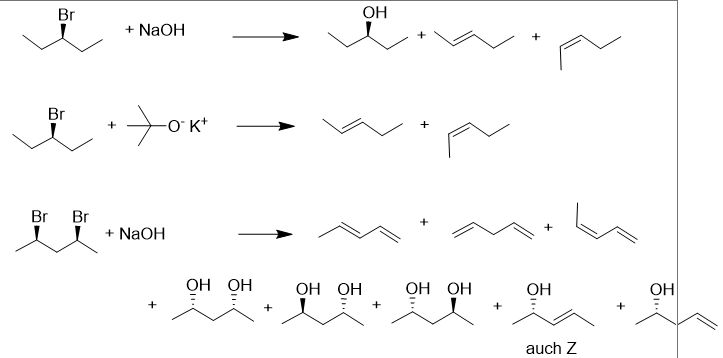 Br + NaOH OH + +
Br + O⁻ K⁺ +
Br Br + NaOH + +
+ OH OH + OH OH + OH OH + OH + OH
auch Z